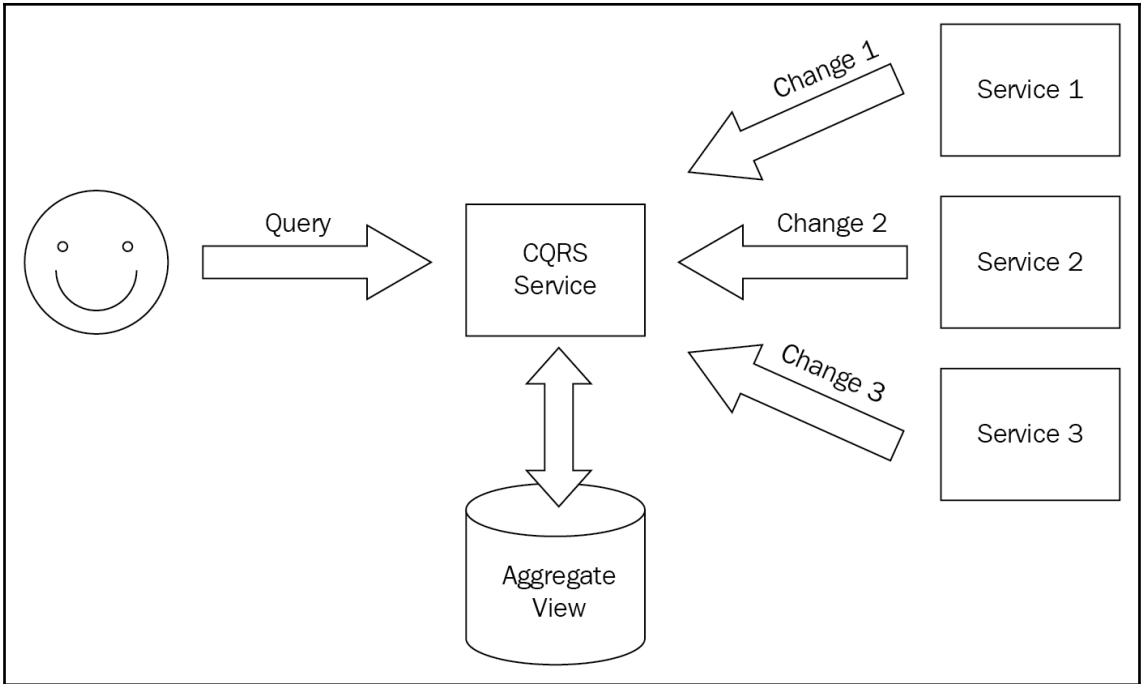 Change 1
Service 1
Query
CQRS
Service
Change 2
Service 2
Change 3
Service 3
Aggregate
View